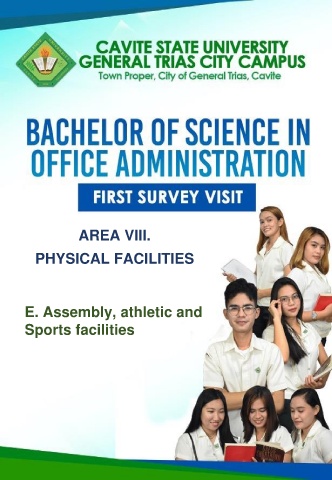 CAVITE STATE UNIVERSITY
GENERAL TRIAS CITY CAMPUS
Town Proper, City of General Trias, Cavite
BACHELOR OF SCIENCE IN
OFFICE ADMINISTRATION
FIRST SURVEY VISIT
AREA VIII.
PHYSICAL FACILITIES
E. Assembly, athletic and
Sports facilities